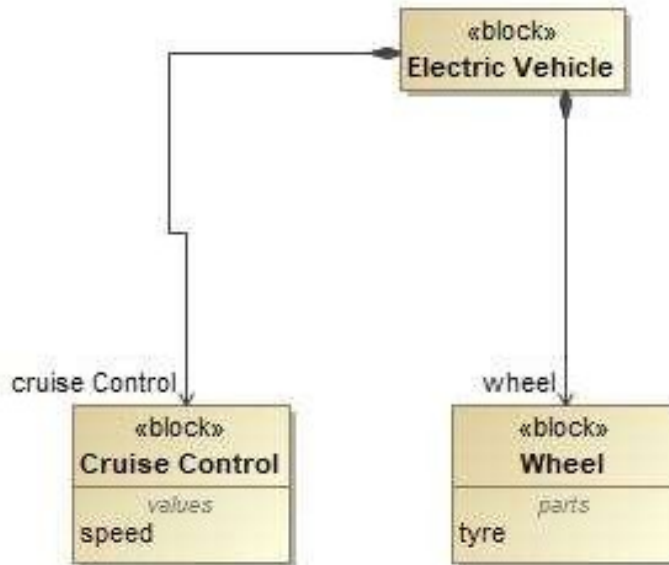 «block»
Electric Vehicle
cruise Control
wheel
«block»
Cruise Control
values
speed
«block»
Wheel
parts
tyre